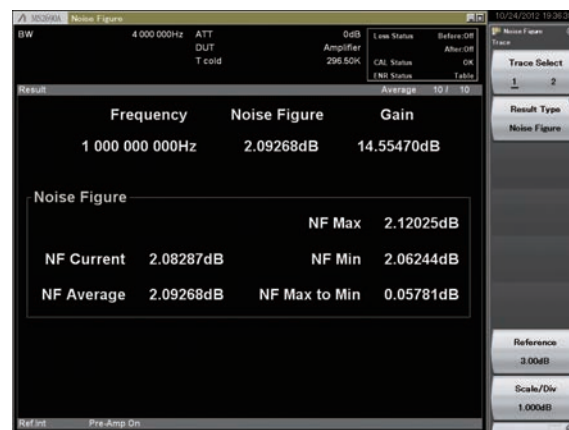 MS2690A Noise Figure 10/24/2012 19:36:3
BW 4 000 000Hz ATT 0dB
DUT Amplifier
T cold 296.50K
Loss Status Before:Off
After:Off
CAL Status OK
ENR Status Table
Result Average 10 / 10
Frequency Noise Figure Gain
1 000 000 000Hz 2.09268dB 14.55470dB
Noise Figure
NF Max 2.12025dB
NF Current 2.08287dB NF Min 2.06244dB
NF Average 2.09268dB NF Max to Min 0.05781dB
Ref.Int Pre-Amp On
Noise Figure
Trace
Trace Select
1 2
Result Type
Noise Figure
Reference
3.00dB
Scale/Div
1.000dB